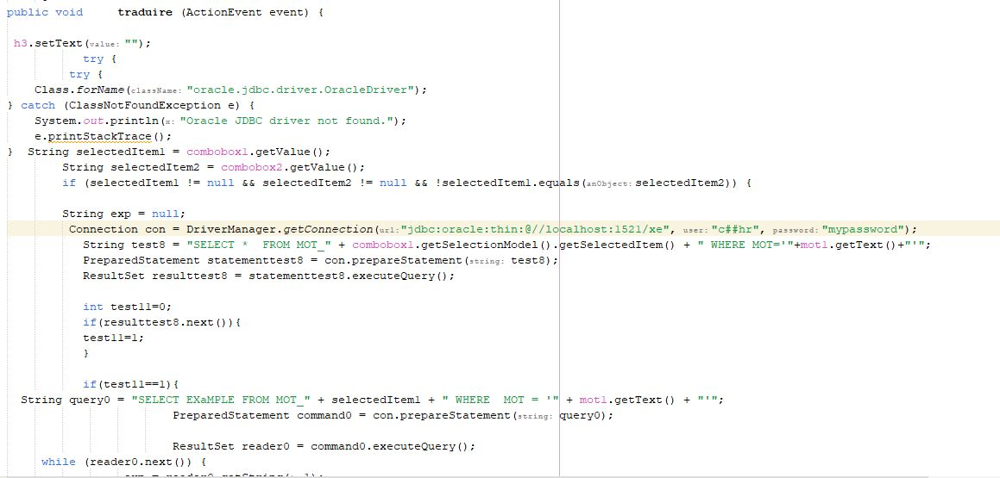 public void traduire (ActionEvent event) {
h3.setText(value: "");
try {
try {
Class.forName(className: "oracle.jdbc.driver.OracleDriver");
} catch (ClassNotFoundException e) {
System.out.println(x: "Oracle JDBC driver not found.");
e.printStackTrace();
} String selectedItem1 = combobox1.getValue();
String selectedItem2 = combobox2.getValue();
if (selectedItem1 != null && selectedItem2 != null && !selectedItem1.equals(anObject: selectedItem2)) {
String exp = null;
Connection con = DriverManager.getConnection(url:"jdbc:oracle:thin:@//localhost:1521/xe", user: "c##hr", password: "mypassword");
String test8 = "SELECT *  FROM MOT_" + combobox1.getSelectionModel().getSelectedItem() + " WHERE MOT='"+mot1.getText()+"'";
PreparedStatement statementtest8 = con.prepareStatement(string: test8);
ResultSet resulttest8 = statementtest8.executeQuery();
int test11=0;
if(resulttest8.next()){
test11=1;
}
if(test11==1){
String query0 = "SELECT EXaMPLE FROM MOT_" + selectedItem1 + " WHERE  MOT = '" + mot1.getText() + "'";
PreparedStatement command0 = con.prepareStatement(string: query0);
ResultSet reader0 = command0.executeQuery();
while (reader0.next()) {